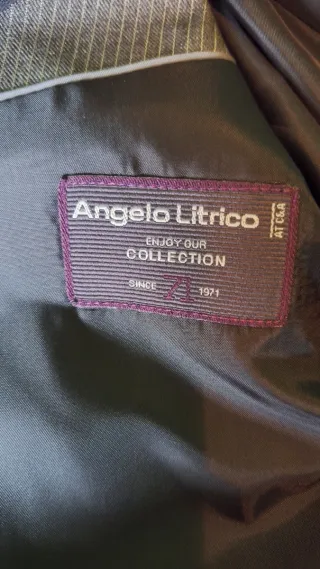 Angelo Litrico
AT C&A
ENJOY OUR
COLLECTION
SINCE 71 1971